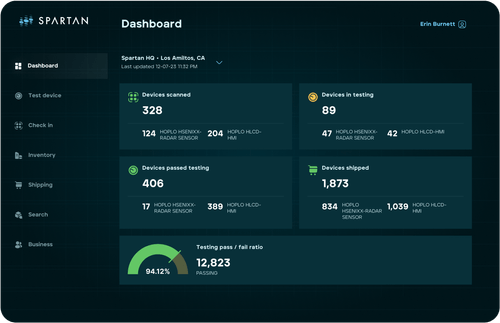 SPARTAN
Dashboard
Erin Burnett
Spartan HQ • Los Amiltos, CA
Last updated 12-07-23 11:32 PM
Dashboard
Test device
Check in
Inventory
Shipping
Search
Business
Devices scanned
328
124 HOPLO HSENIXX-
RADAR SENSOR
204 HOPLO HLCD-
HMI
Devices in testing
89
47 HOPLO HSENIXX-
RADAR SENSOR
42 HOPLO HLCD-HMI
Devices passed testing
406
17 HOPLO HSENIXX-
RADAR SENSOR
389 HOPLO HLCD-
HMI
Devices shipped
1,873
834 HOPLO
HSENIXX-RADAR
SENSOR
1,039 HOPLO HLCD-
HMI
Testing pass / fail ratio
94.12%
12,823
PASSING